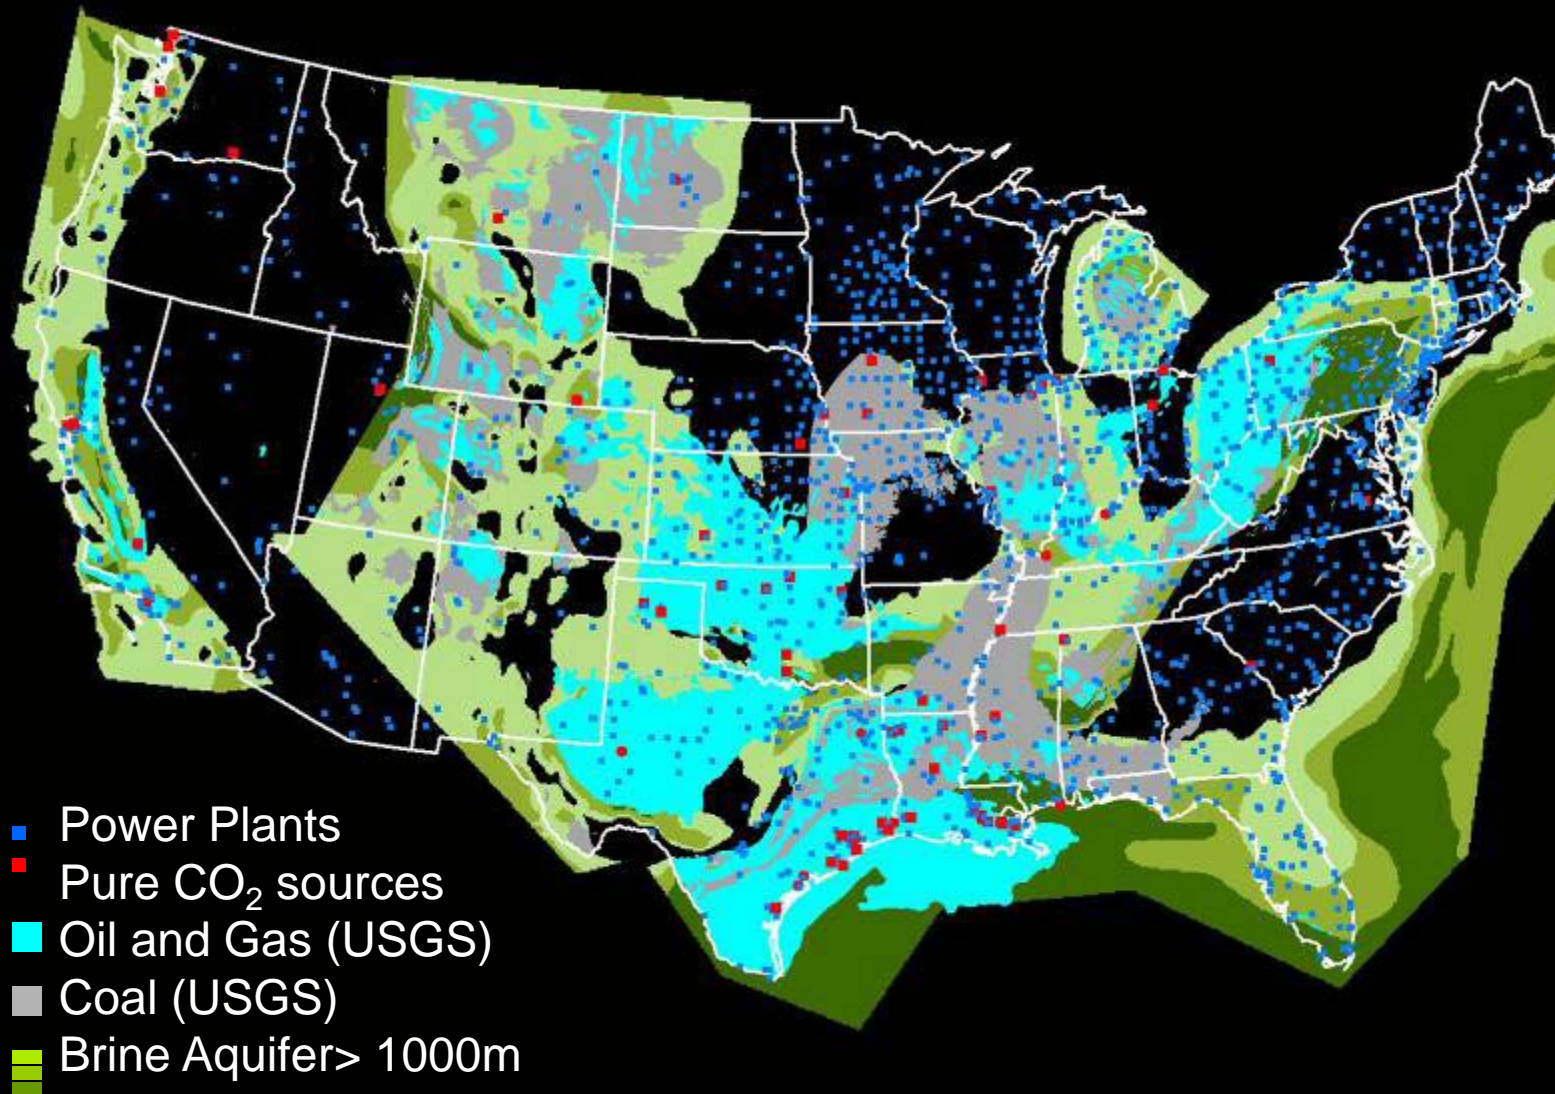 Power Plants
Pure CO₂ sources
Oil and Gas (USGS)
Coal (USGS)
Brine Aquifer> 1000m